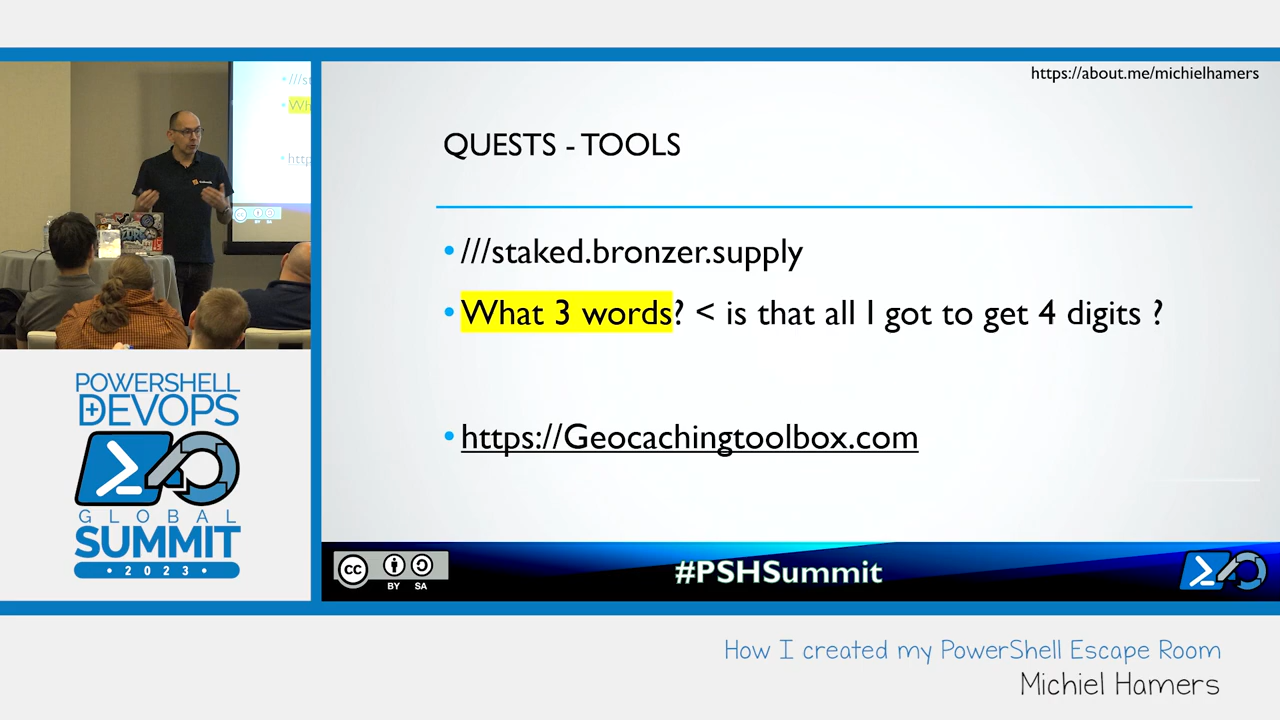 https://about.me/michielhamers
QUESTS - TOOLS
•///staked.bronzer.supply
•What 3 words? < is that all I got to get 4 digits ?
•https://Geocachingtoolbox.com
POWERSHELL
+DEVOPS
GLOBAL
SUMMIT
• 2023 •
cc
BY SA
#PSHSummit
How I created my PowerShell Escape Room
Michiel Hamers